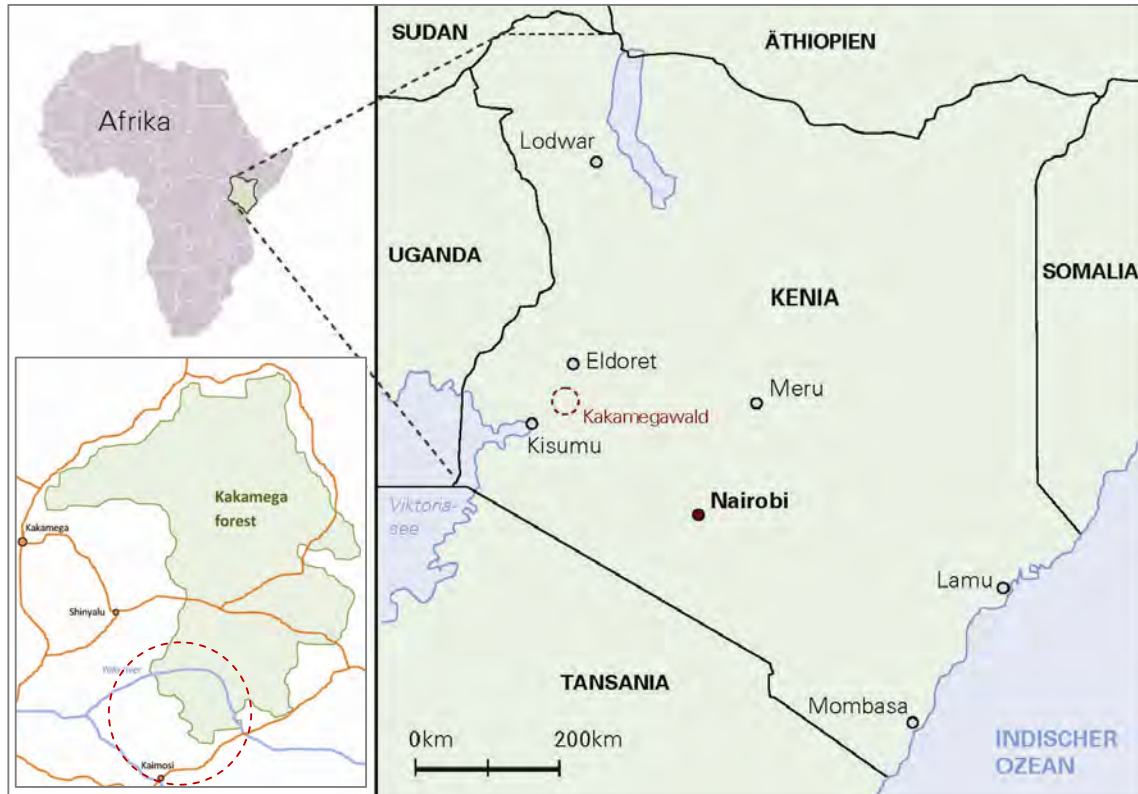 Afrika
SUDAN
ÄTHIOPIEN
Lodwar
UGANDA
SOMALIA
KENIA
Eldoret
Meru
Kakamegawald
Kisumu
Viktoria-
see
Nairobi
Lamu
TANSANIA
Mombasa
0km
200km
INDISCHER
OZEAN
Kakamega
forest
Kakamega
Shinyalu
Kaimosi